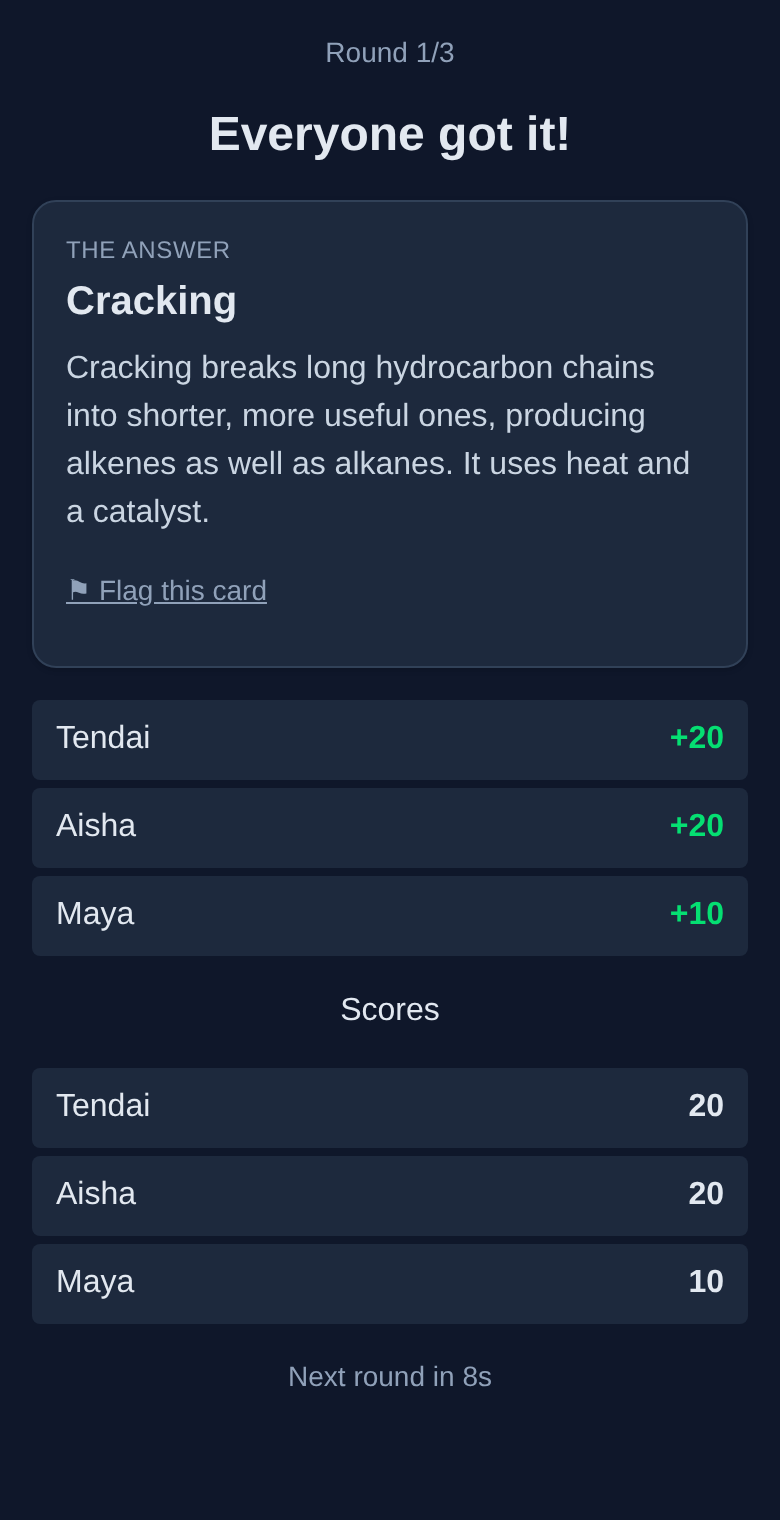 Round 1/3
Everyone got it!
THE ANSWER
Cracking
Cracking breaks long hydrocarbon chains
into shorter, more useful ones, producing
alkenes as well as alkanes. It uses heat and
a catalyst.
⚑ Flag this card
Tendai +20
Aisha +20
Maya +10
Scores
Tendai 20
Aisha 20
Maya 10
Next round in 8s